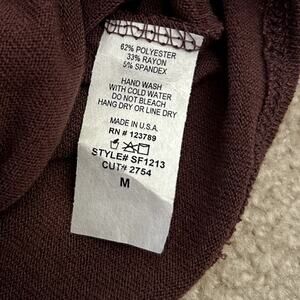 62% POLYESTER
33% RAYON
5% SPANDEX
HAND WASH
WITH COLD WATER
DO NOT BLEACH
HANG DRY OR LINE DRY
MADE IN U.S.A.
RN # 123789
STYLE# SF1213
CUT# 2754
M